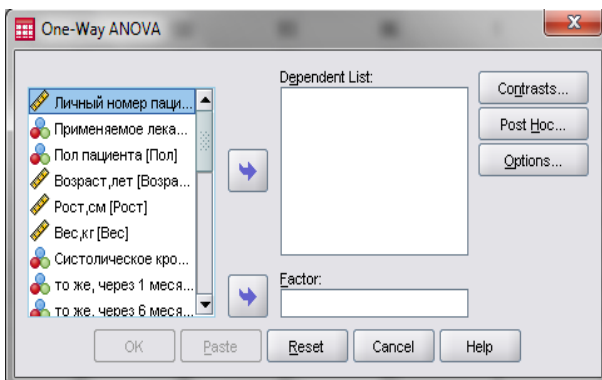 One-Way ANOVA
Dependent List:
Личный номер паци...
Применяемое лека...
Пол пациента [Пол]
Возраст,лет [Возра...
Рост,см [Рост]
Вес,кг [Вес]
Систолическое кро...
то же, через 1 меся...
то же, через 6 меся...
Contrasts...
Post Hoc...
Options...
Factor:
OK Paste Reset Cancel Help